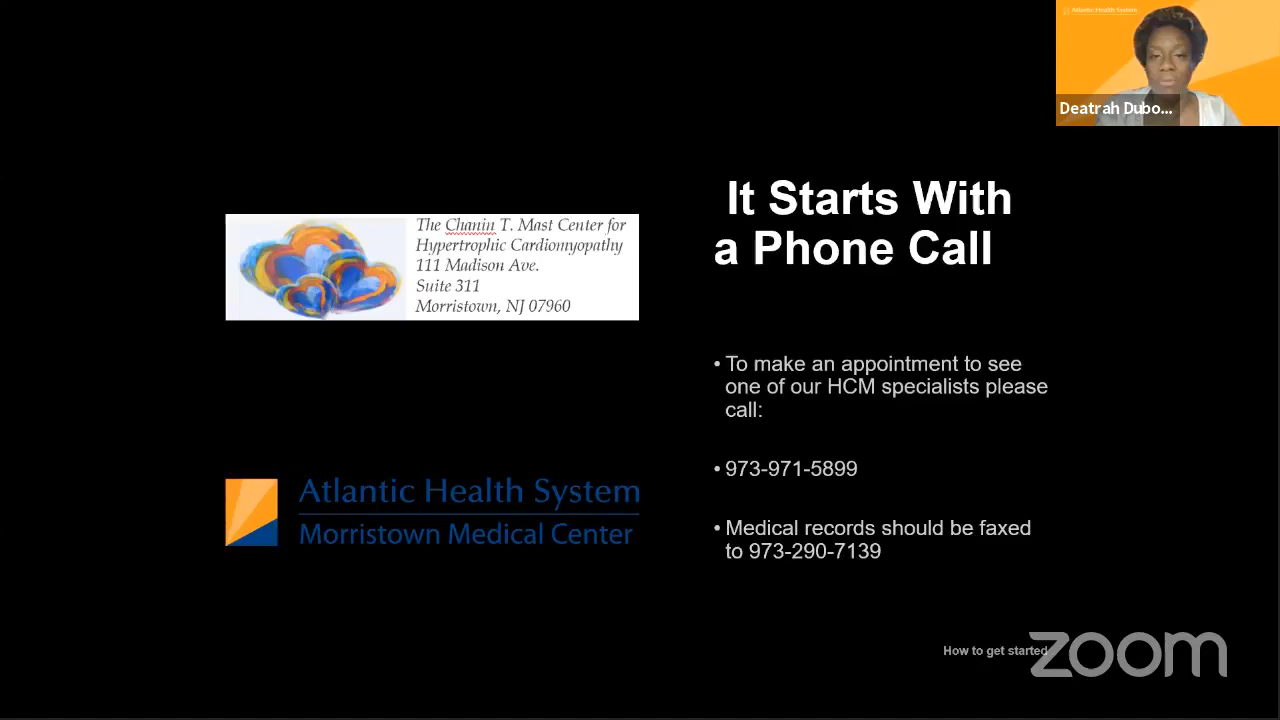 Atlantic Health System
Deatrah Dubo...
It Starts With
a Phone Call
The Chanin T. Mast Center for
Hypertrophic Cardiomyopathy
111 Madison Ave.
Suite 311
Morristown, NJ 07960
• To make an appointment to see
one of our HCM specialists please
call:
• 973-971-5899
• Medical records should be faxed
to 973-290-7139
Atlantic Health System
Morristown Medical Center
How to get started
zoom